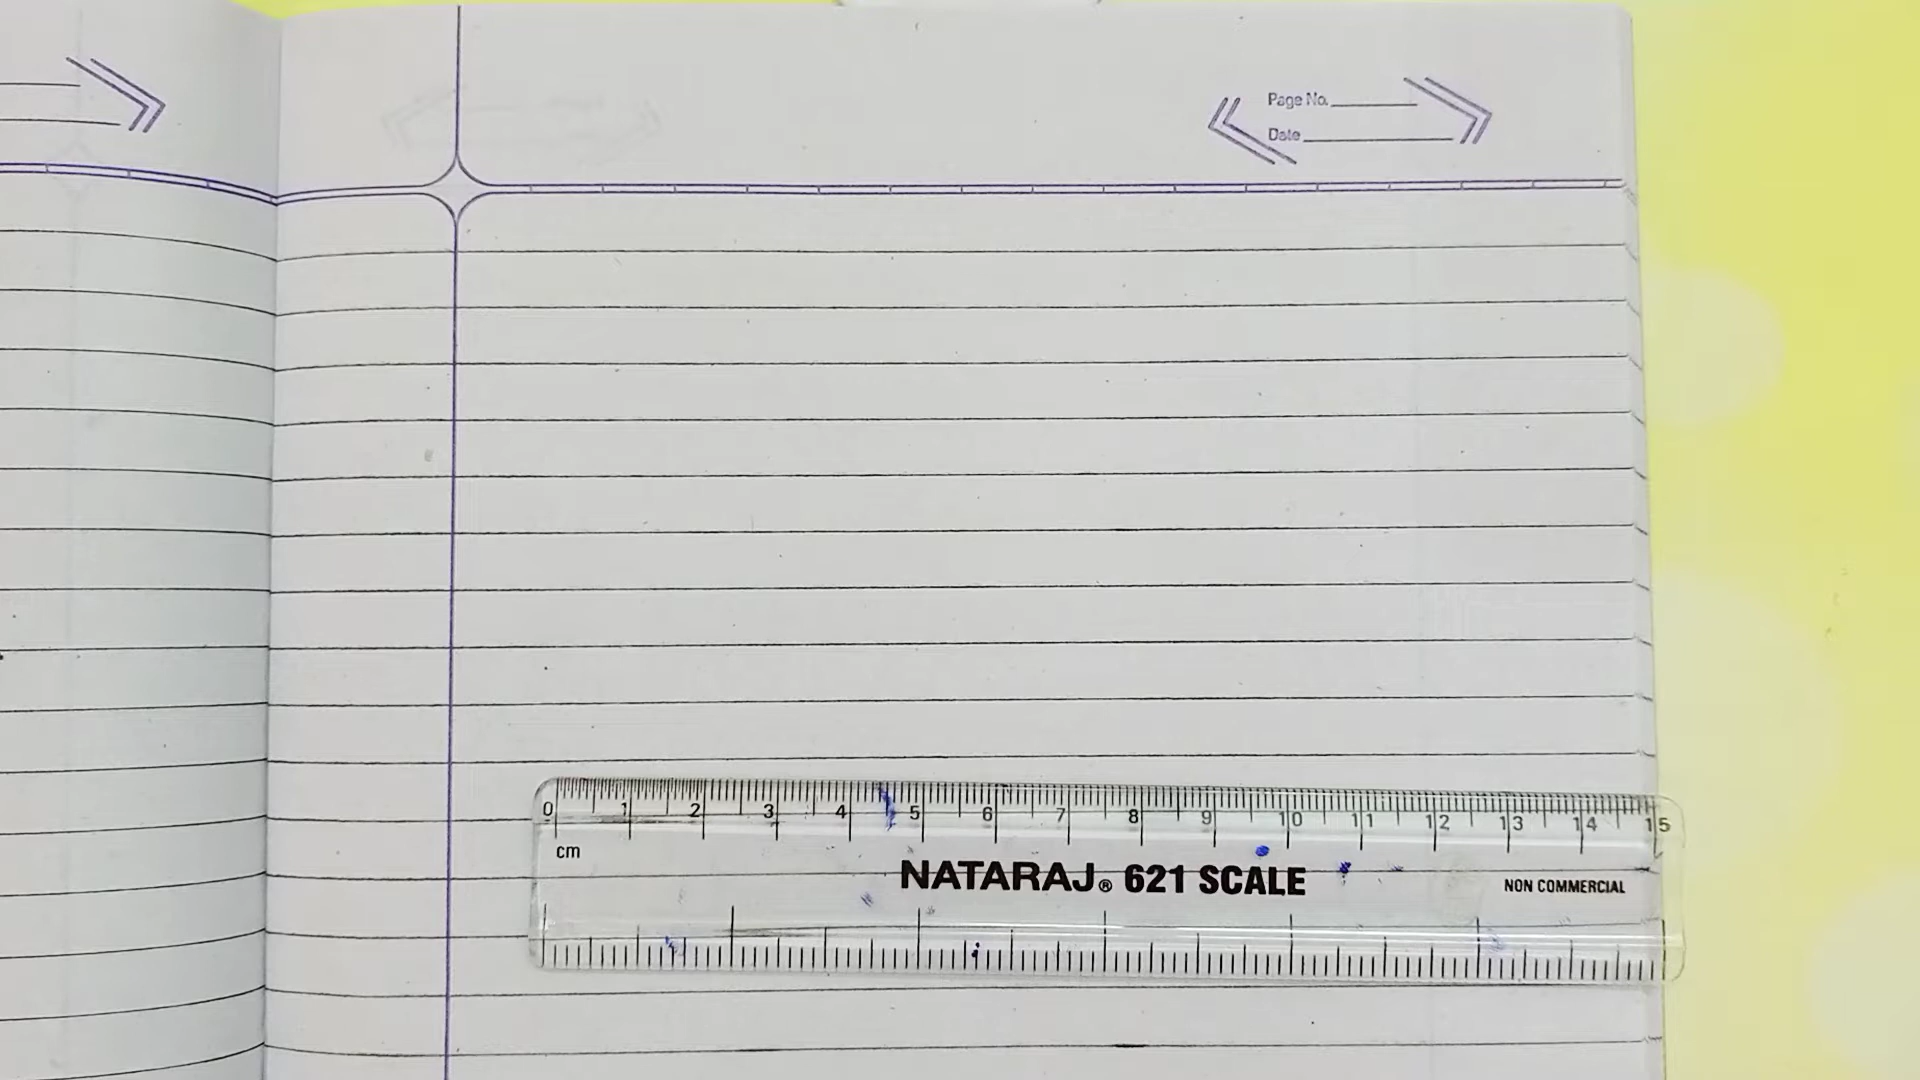 Page No.
Date
0 1 2 3 4 5 6 7 8 9 10 11 12 13 14 15
cm
NATARAJ® 621 SCALE
NON COMMERCIAL